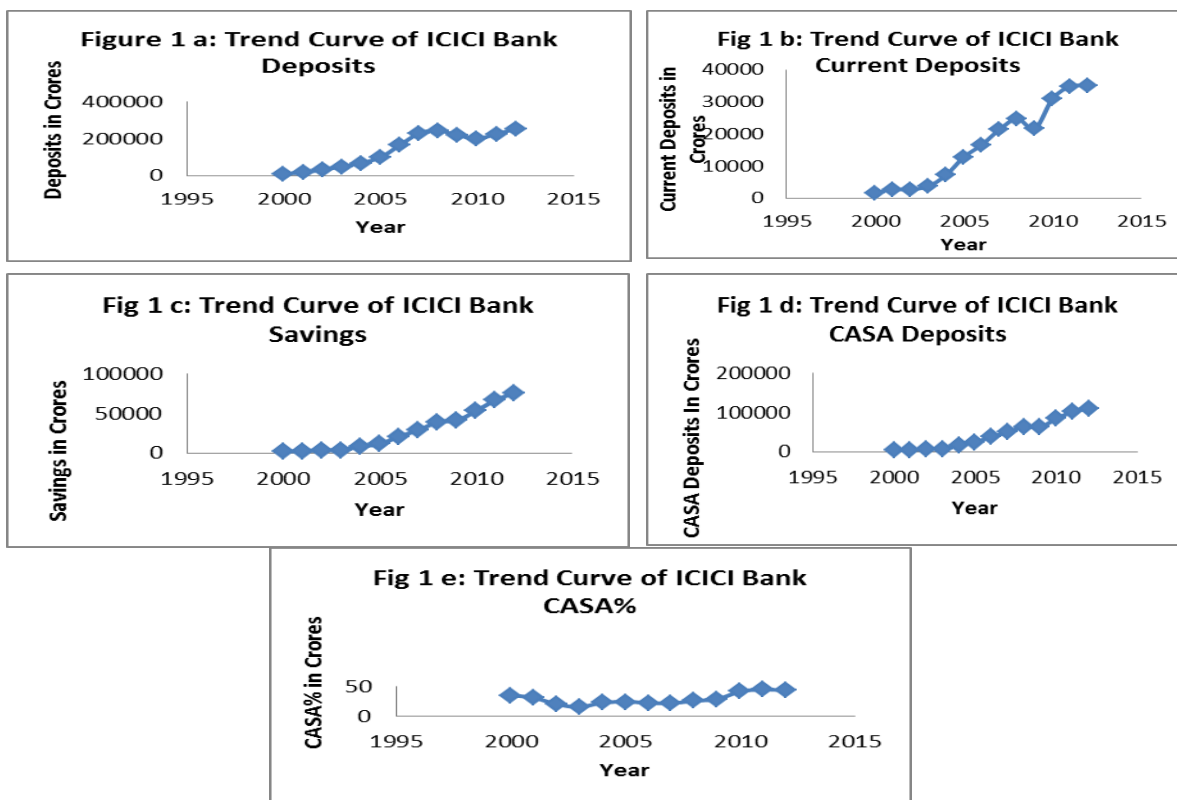 Figure 1 a: Trend Curve of ICICI Bank
Deposits
Deposits in Crores
400000
200000
0
1995 2000 2005 2010 2015
Year
Fig 1 b: Trend Curve of ICICI Bank
Current Deposits
Current Deposits in
Crores
40000
30000
20000
10000
0
1995 2000 2005 2010 2015
Year
Fig 1 c: Trend Curve of ICICI Bank
Savings
Savings in Crores
100000
50000
0
1995 2000 2005 2010 2015
Year
Fig 1 d: Trend Curve of ICICI Bank
CASA Deposits
CASA Deposits In Crores
200000
100000
0
1995 2000 2005 2010 2015
Year
Fig 1 e: Trend Curve of ICICI Bank
CASA%
CASA% in Crores
50
0
1995 2000 2005 2010 2015
Year